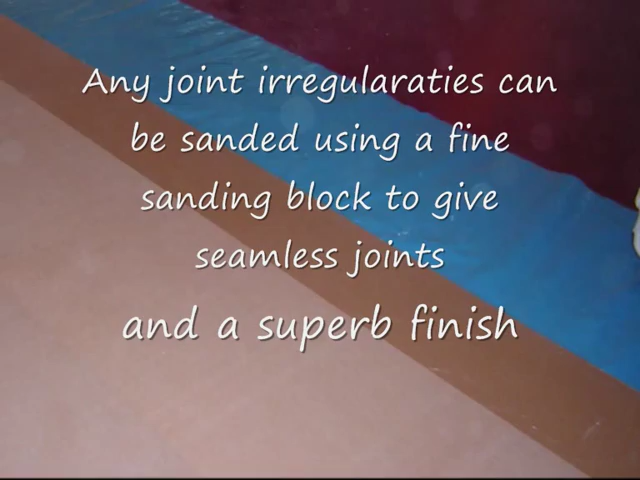 Any joint irregularaties can
be sanded using a fine
sanding block to give
seamless joints
and a superb finish